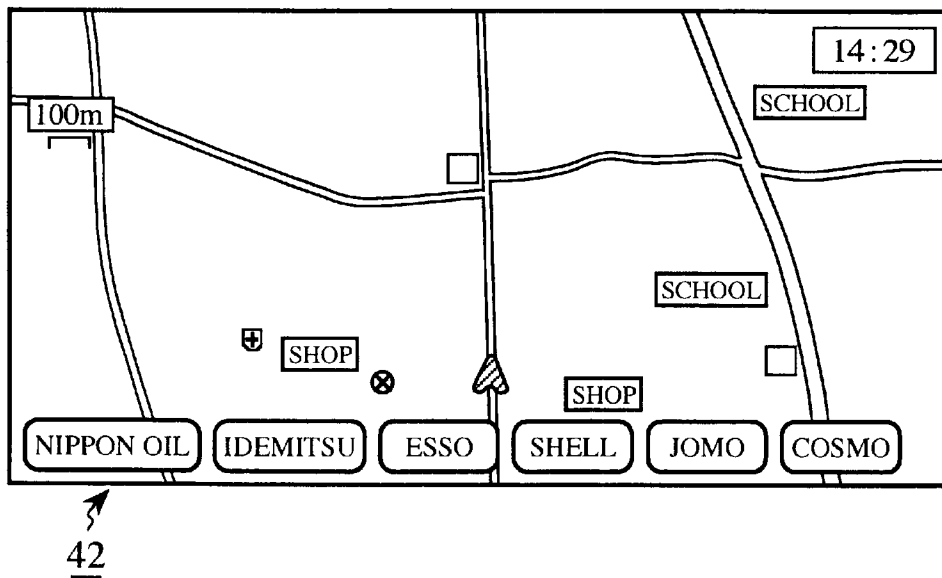 14:29
SCHOOL
100m
SCHOOL
SHOP
SHOP
NIPPON OIL IDEMITSU ESSO SHELL JOMO COSMO
42